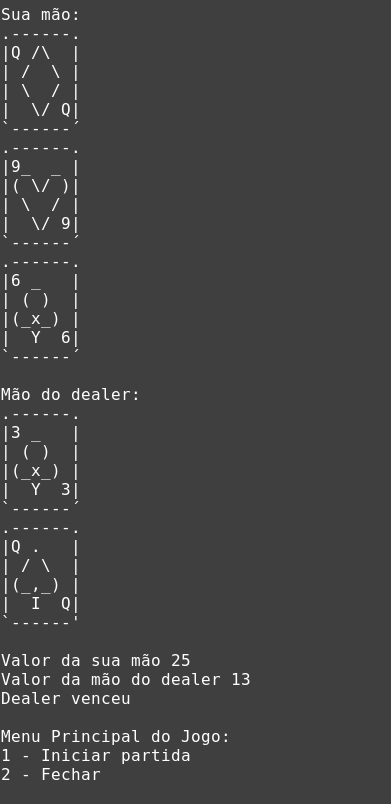 Sua mão:
.------.
|Q /\  |
| /  \ |
| \  / |
|  \/ Q|
`------´
.------.
|9_  _ |
|( \/ )|
| \  / |
|  \/ 9|
`------´
.------.
|6 _   |
| ( )  |
|(_x_) |
|  Y  6|
`------´

Mão do dealer:
.------.
|3 _   |
| ( )  |
|(_x_) |
|  Y  3|
`------´
.------.
|Q .   |
| / \  |
|(_,_) |
|  I  Q|
`------'

Valor da sua mão 25
Valor da mão do dealer 13
Dealer venceu

Menu Principal do Jogo:
1 - Iniciar partida
2 - Fechar